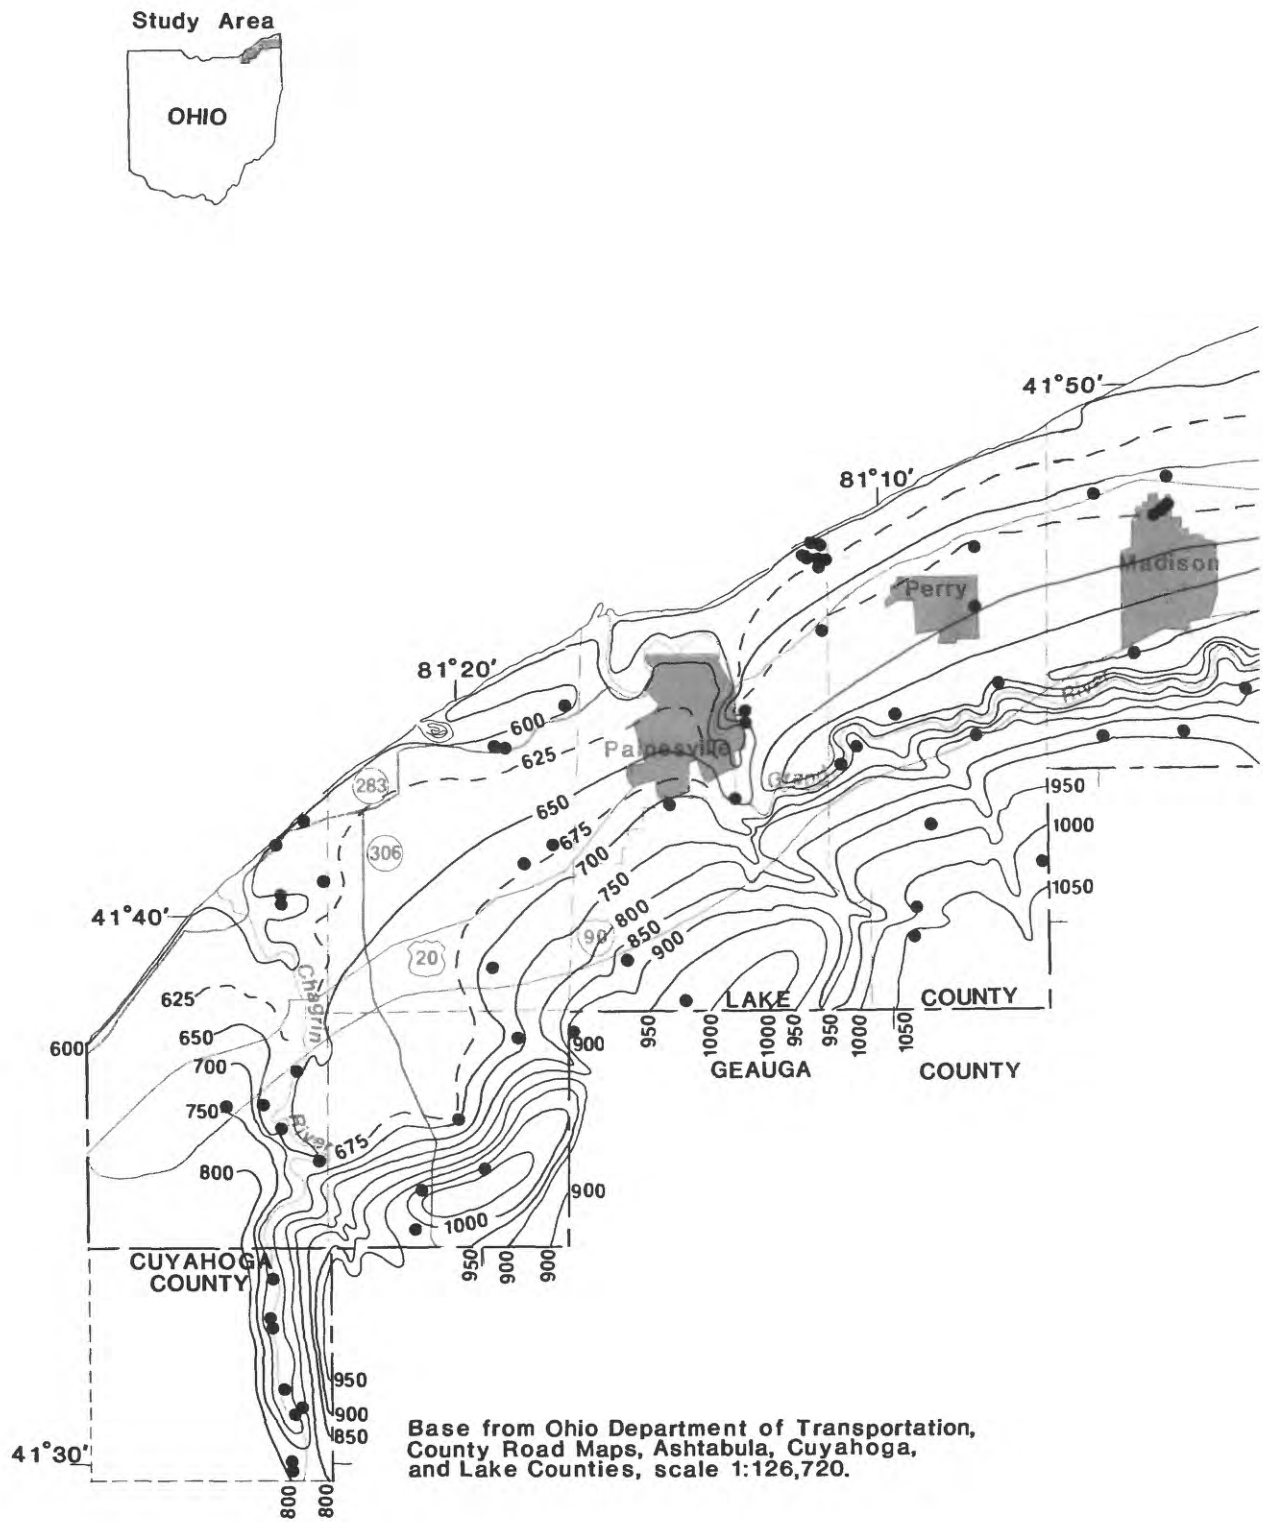 Study Area
OHIO
41°50'
81°10'
Madison
Perry
81°20'
River
600
625
Painesville
Grand
283
650
950
675
1000
306
700
1050
750
41°40'
800
850
90
900
20
Chagrin
LAKE
COUNTY
625
650
600
900
950
1000
1000
950
950
1000
1050
GEAUGA
COUNTY
700
750
River
675
800
900
1000
CUYAHOGA
COUNTY
950
900
900
950
900
850
41°30'
800
800
Base from Ohio Department of Transportation,
County Road Maps, Ashtabula, Cuyahoga,
and Lake Counties, scale 1:126,720.